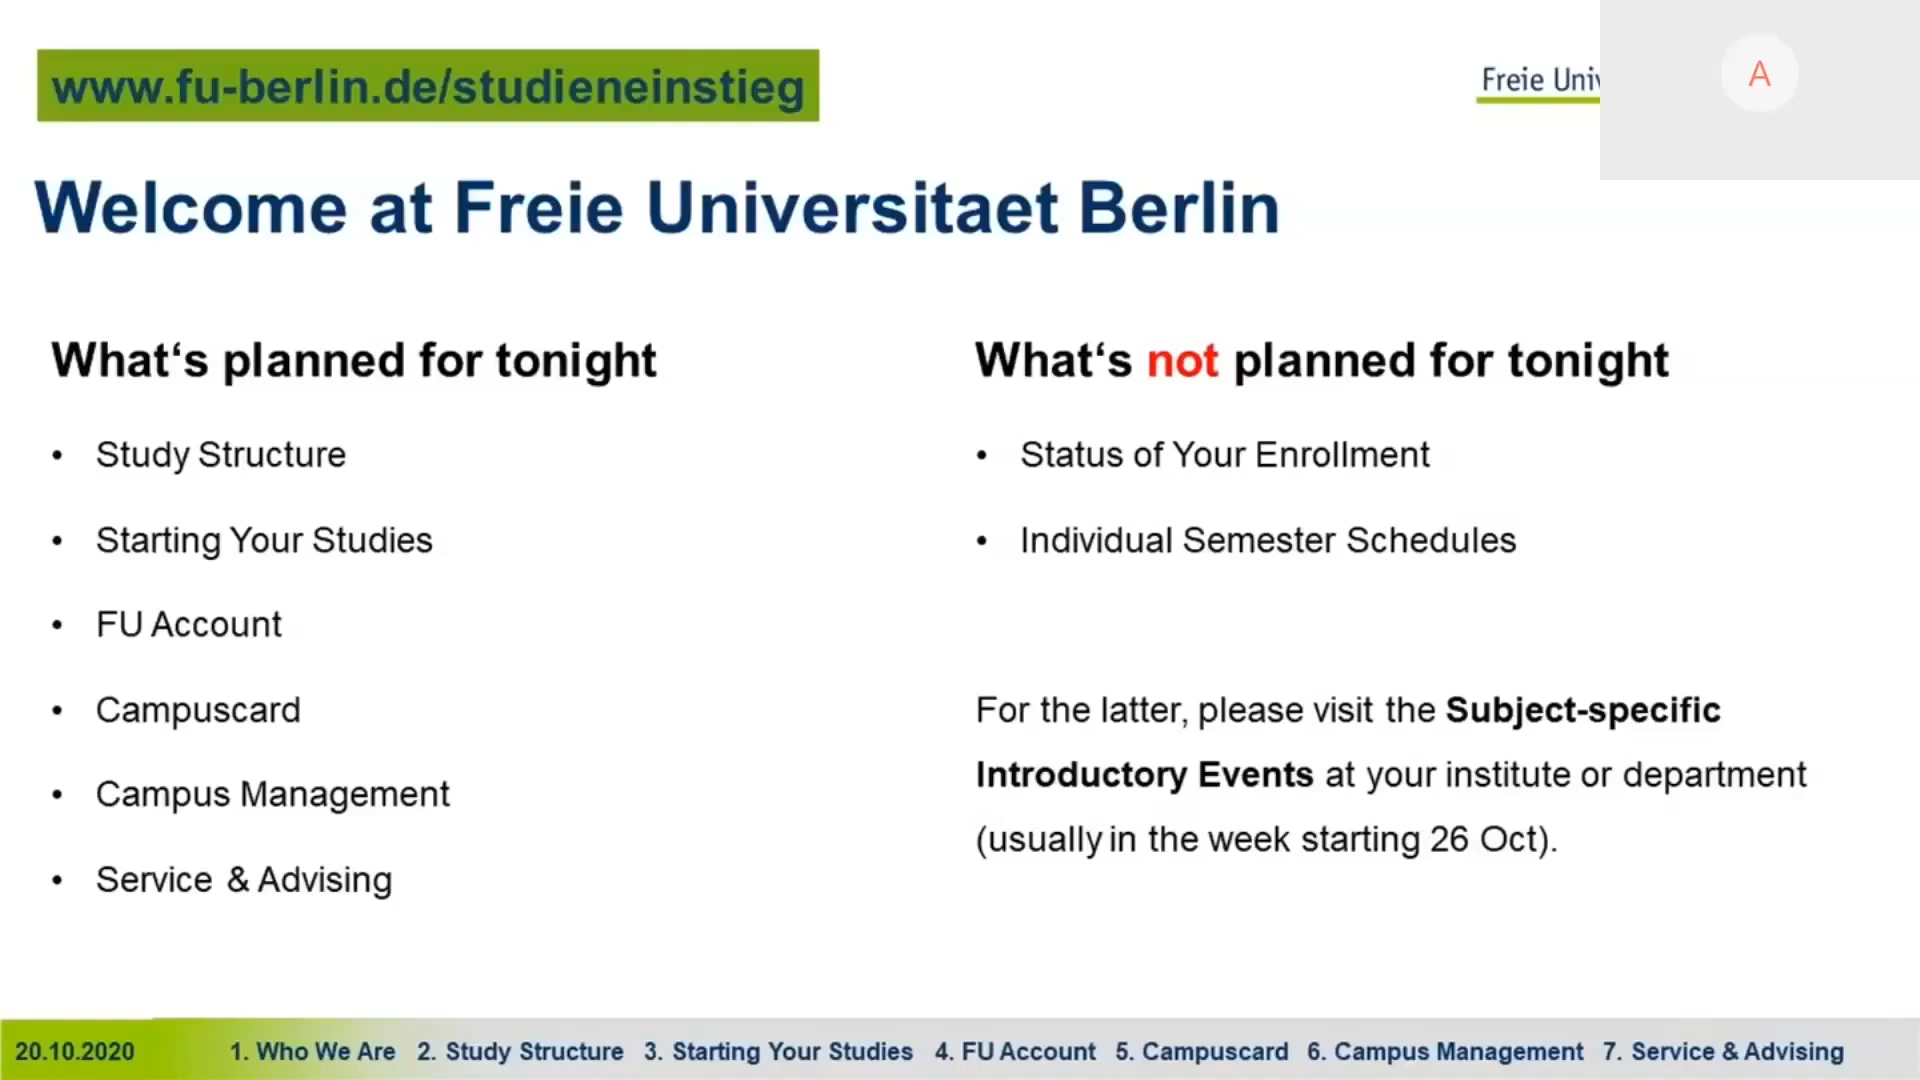 www.fu-berlin.de/studieneinstieg
Freie
A
Welcome at Freie Universitaet Berlin
What‘s planned for tonight
• Study Structure
• Starting Your Studies
• FU Account
• Campuscard
• Campus Management
• Service & Advising
What‘s not planned for tonight
• Status of Your Enrollment
• Individual Semester Schedules
For the latter, please visit the Subject-specific
Introductory Events at your institute or department
(usually in the week starting 26 Oct).
20.10.2020 1. Who We Are 2. Study Structure 3. Starting Your Studies 4. FU Account 5. Campuscard 6. Campus Management 7. Service & Advising